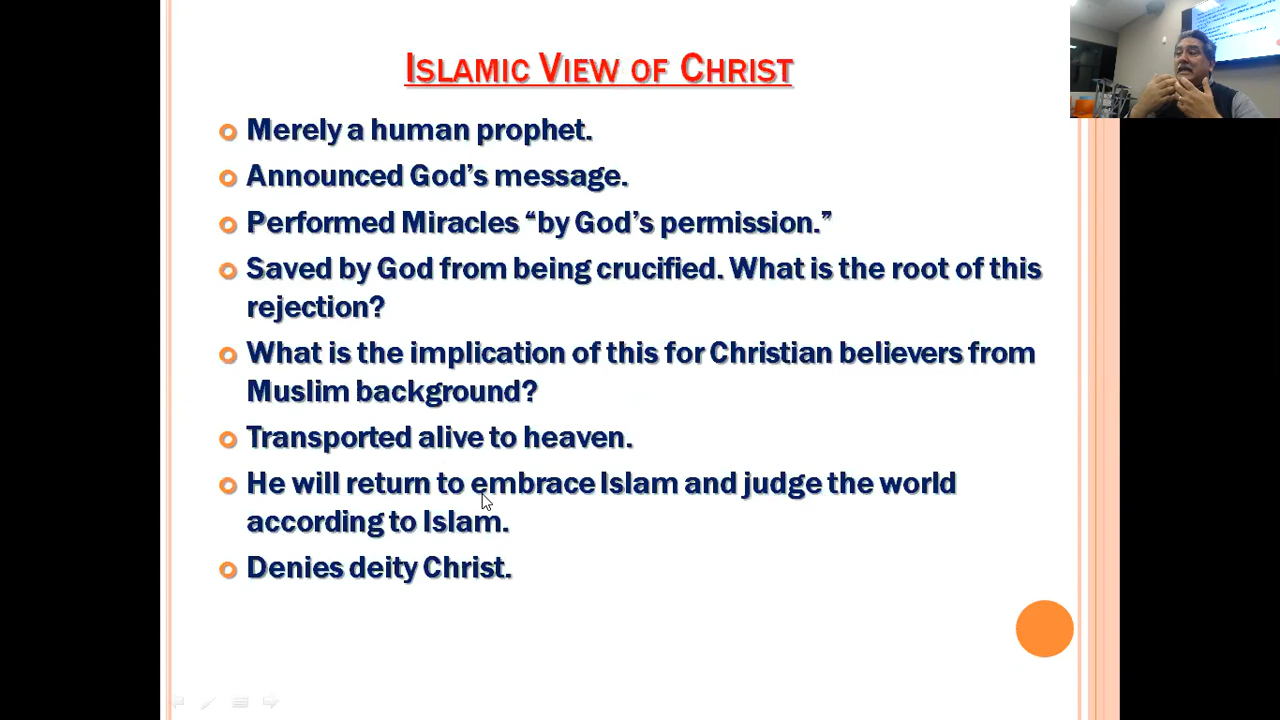 ISLAMIC VIEW OF CHRIST
Merely a human prophet.
Announced God’s message.
Performed Miracles “by God’s permission.”
Saved by God from being crucified. What is the root of this
rejection?
What is the implication of this for Christian believers from
Muslim background?
Transported alive to heaven.
He will return to embrace Islam and judge the world
according to Islam.
Denies deity Christ.